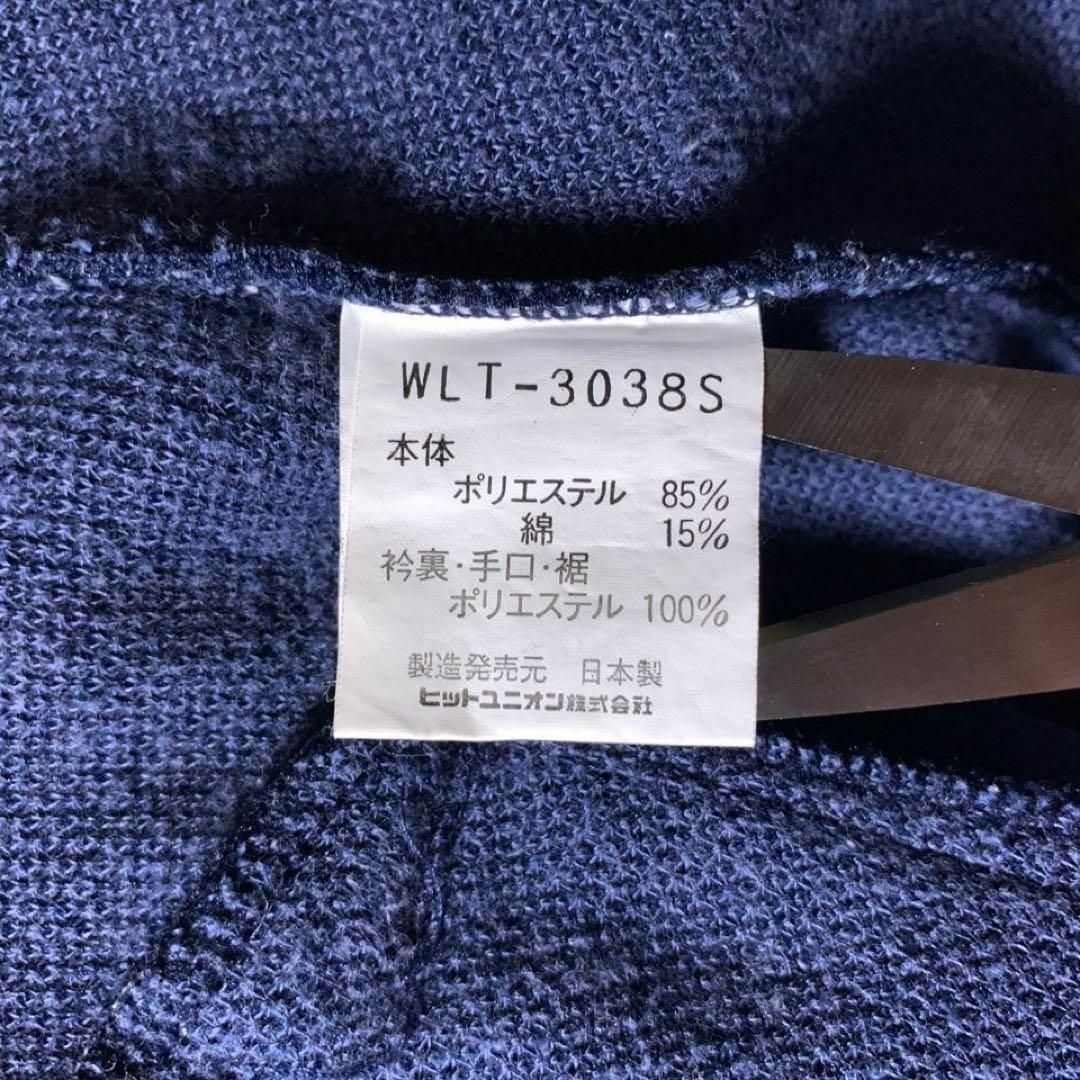 WLT-3038S
本体
ポリエステル 85%
綿 15%
衿裏・手口・裾
ポリエステル 100%
製造発売元 日本製
ヒットユニオン株式会社